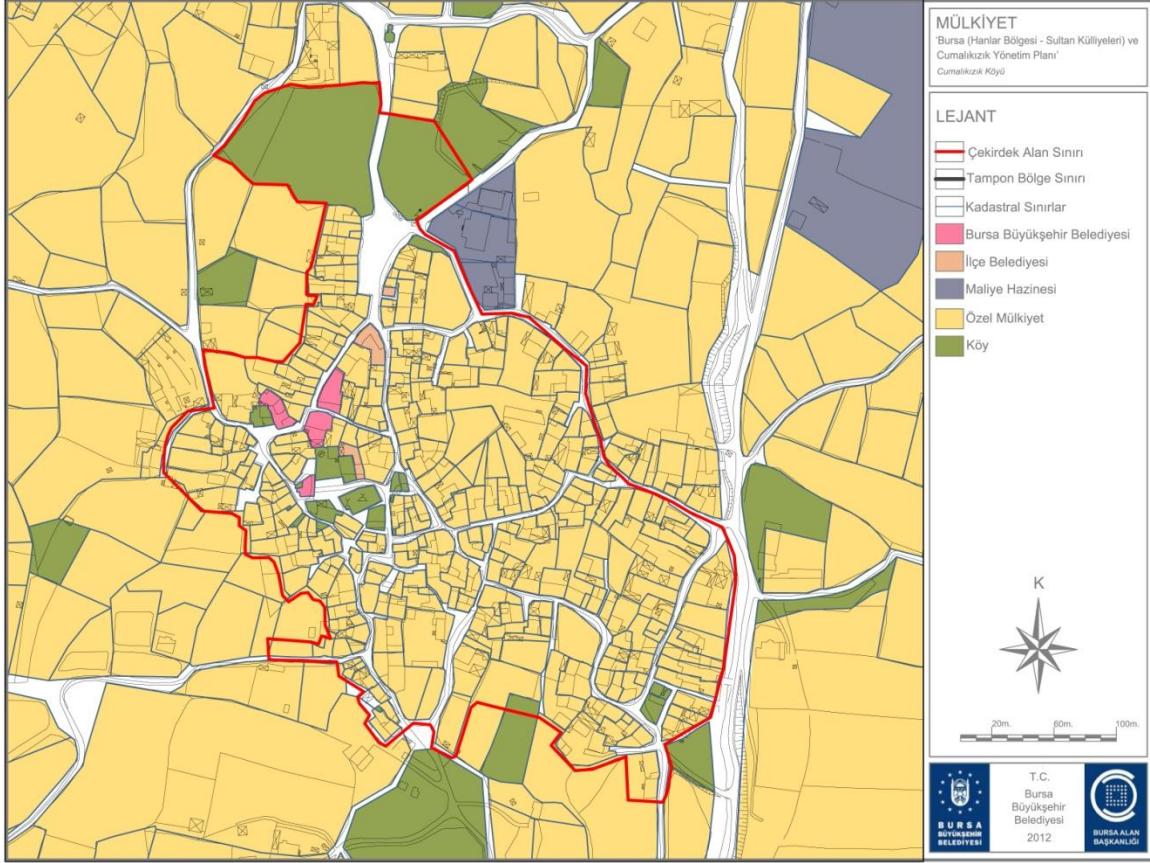 MÜLKİYET
'Bursa (Hanlar Bölgesi - Sultan Külliyeleri) ve
Cumalıkızık Yönetim Planı'
Cumalıkızık Köyü
LEJANT
Çekirdek Alan Sınırı
Tampon Bölge Sınırı
Kadastral Sınırlar
Bursa Büyükşehir Belediyesi
İlçe Belediyesi
Maliye Hazinesi
Özel Mülkiyet
Köy
K
20m. 60m. 100m.
BURSA
BÜYÜKŞEHİR
BELEDİYESİ
T.C.
Bursa
Büyükşehir
Belediyesi
2012
BURSA ALAN
BAŞKANLIĞI